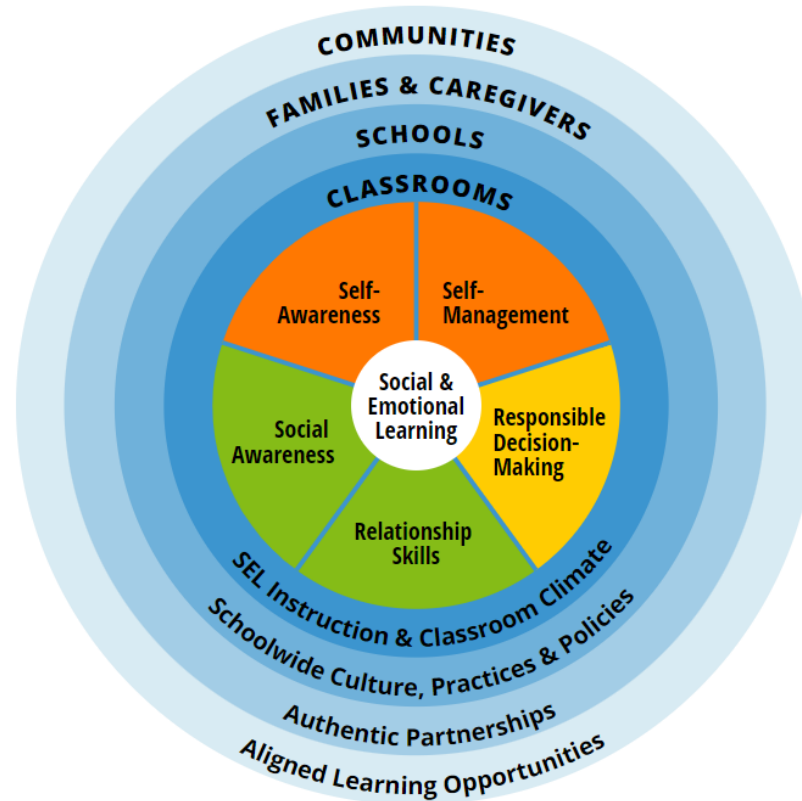 COMMUNITIES
FAMILIES & CAREGIVERS
SCHOOLS
CLASSROOMS
Self-
Awareness
Self-
Management
Social &
Emotional
Learning
Social
Awareness
Responsible
Decision-
Making
Relationship
Skills
SEL Instruction & Classroom Climate
Schoolwide Culture, Practices & Policies
Authentic Partnerships
Aligned Learning Opportunities